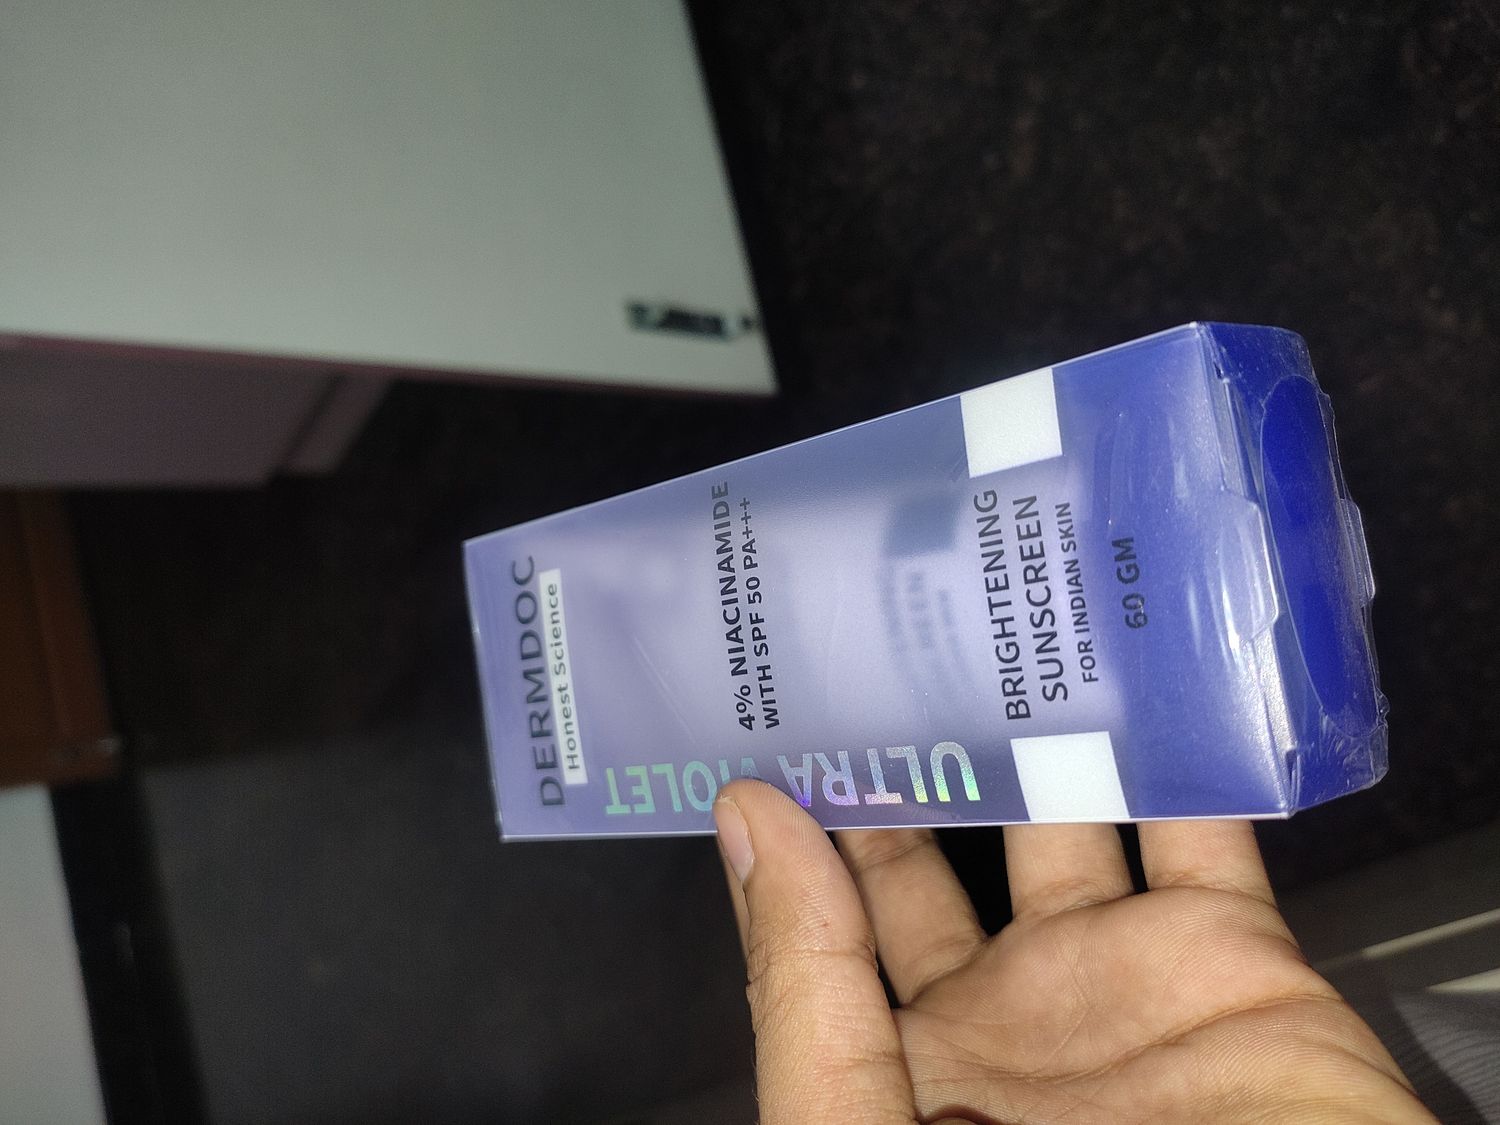 DERMDOC
Honest Science
4% NIACINAMIDE
WITH SPF 50 PA+++
ULTRA VIOLET
BRIGHTENING
SUNSCREEN
FOR INDIAN SKIN
60 GM